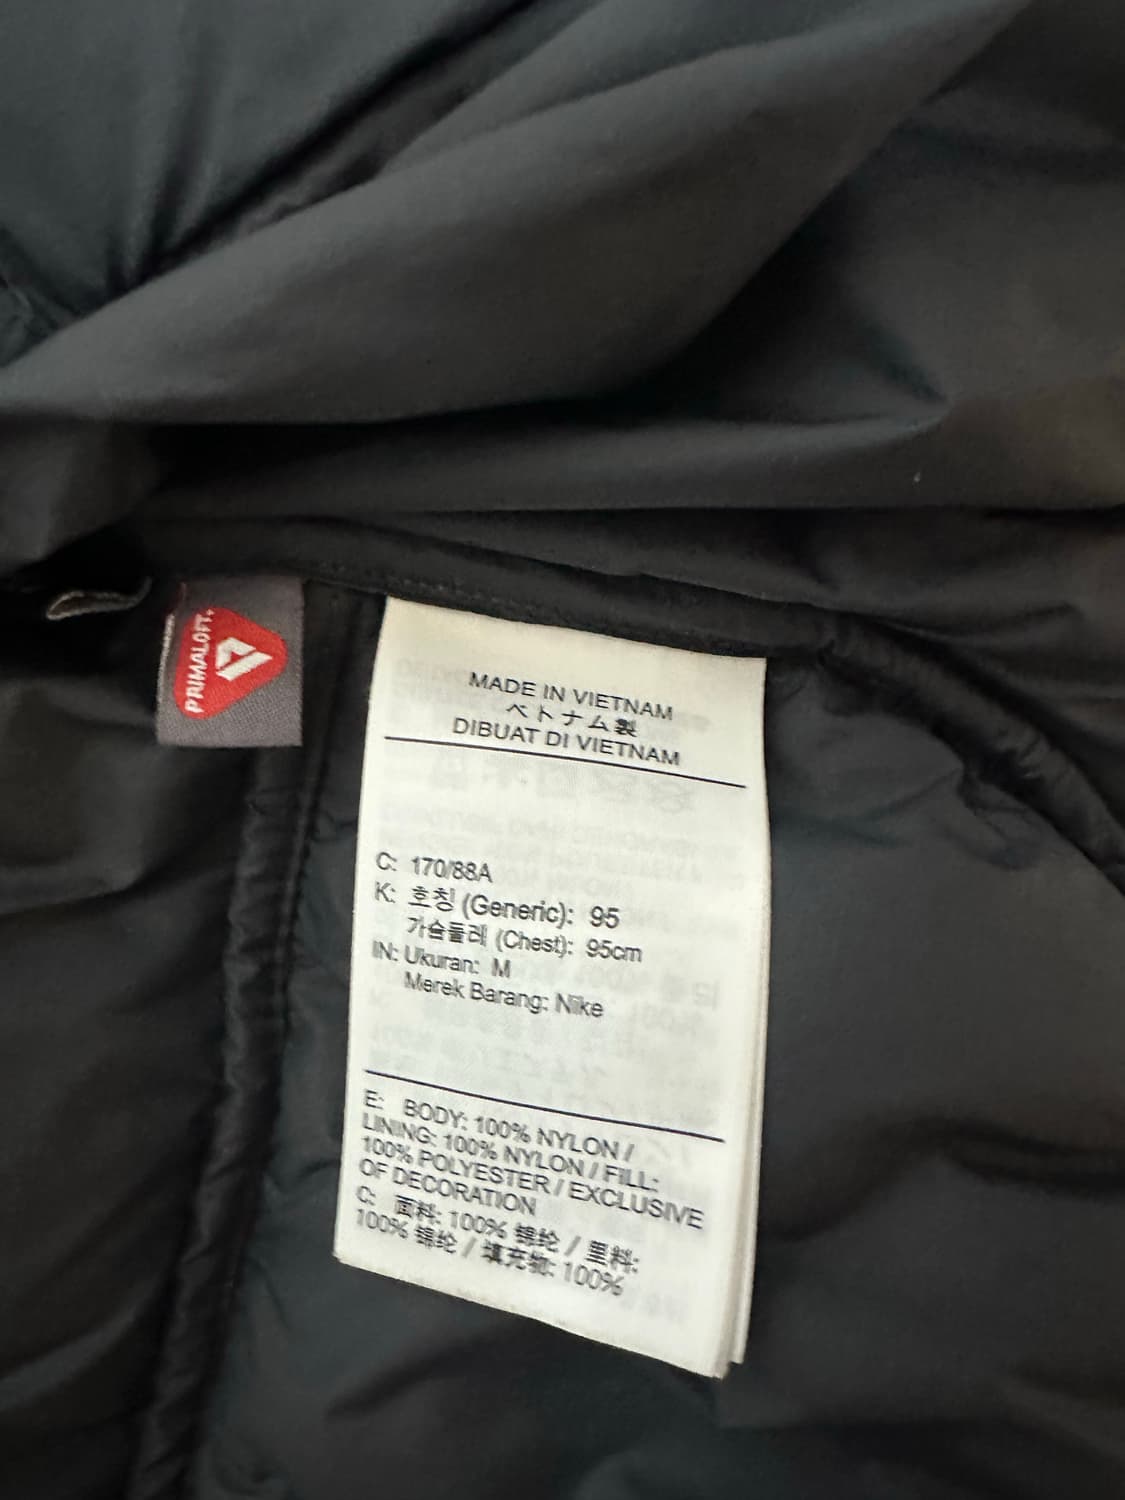 PRIMALOFT®
MADE IN VIETNAM
ベトナム製
DIBUAT DI VIETNAM
C: 170/88A
K: 호칭 (Generic): 95
가슴둘레 (Chest): 95cm
IN: Ukuran: M
Merek Barang: Nike
E: BODY: 100% NYLON /
LINING: 100% NYLON / FILL:
100% POLYESTER / EXCLUSIVE
OF DECORATION
C: 面料: 100% 锦纶 / 里料:
100% 锦纶 / 填充物: 100%